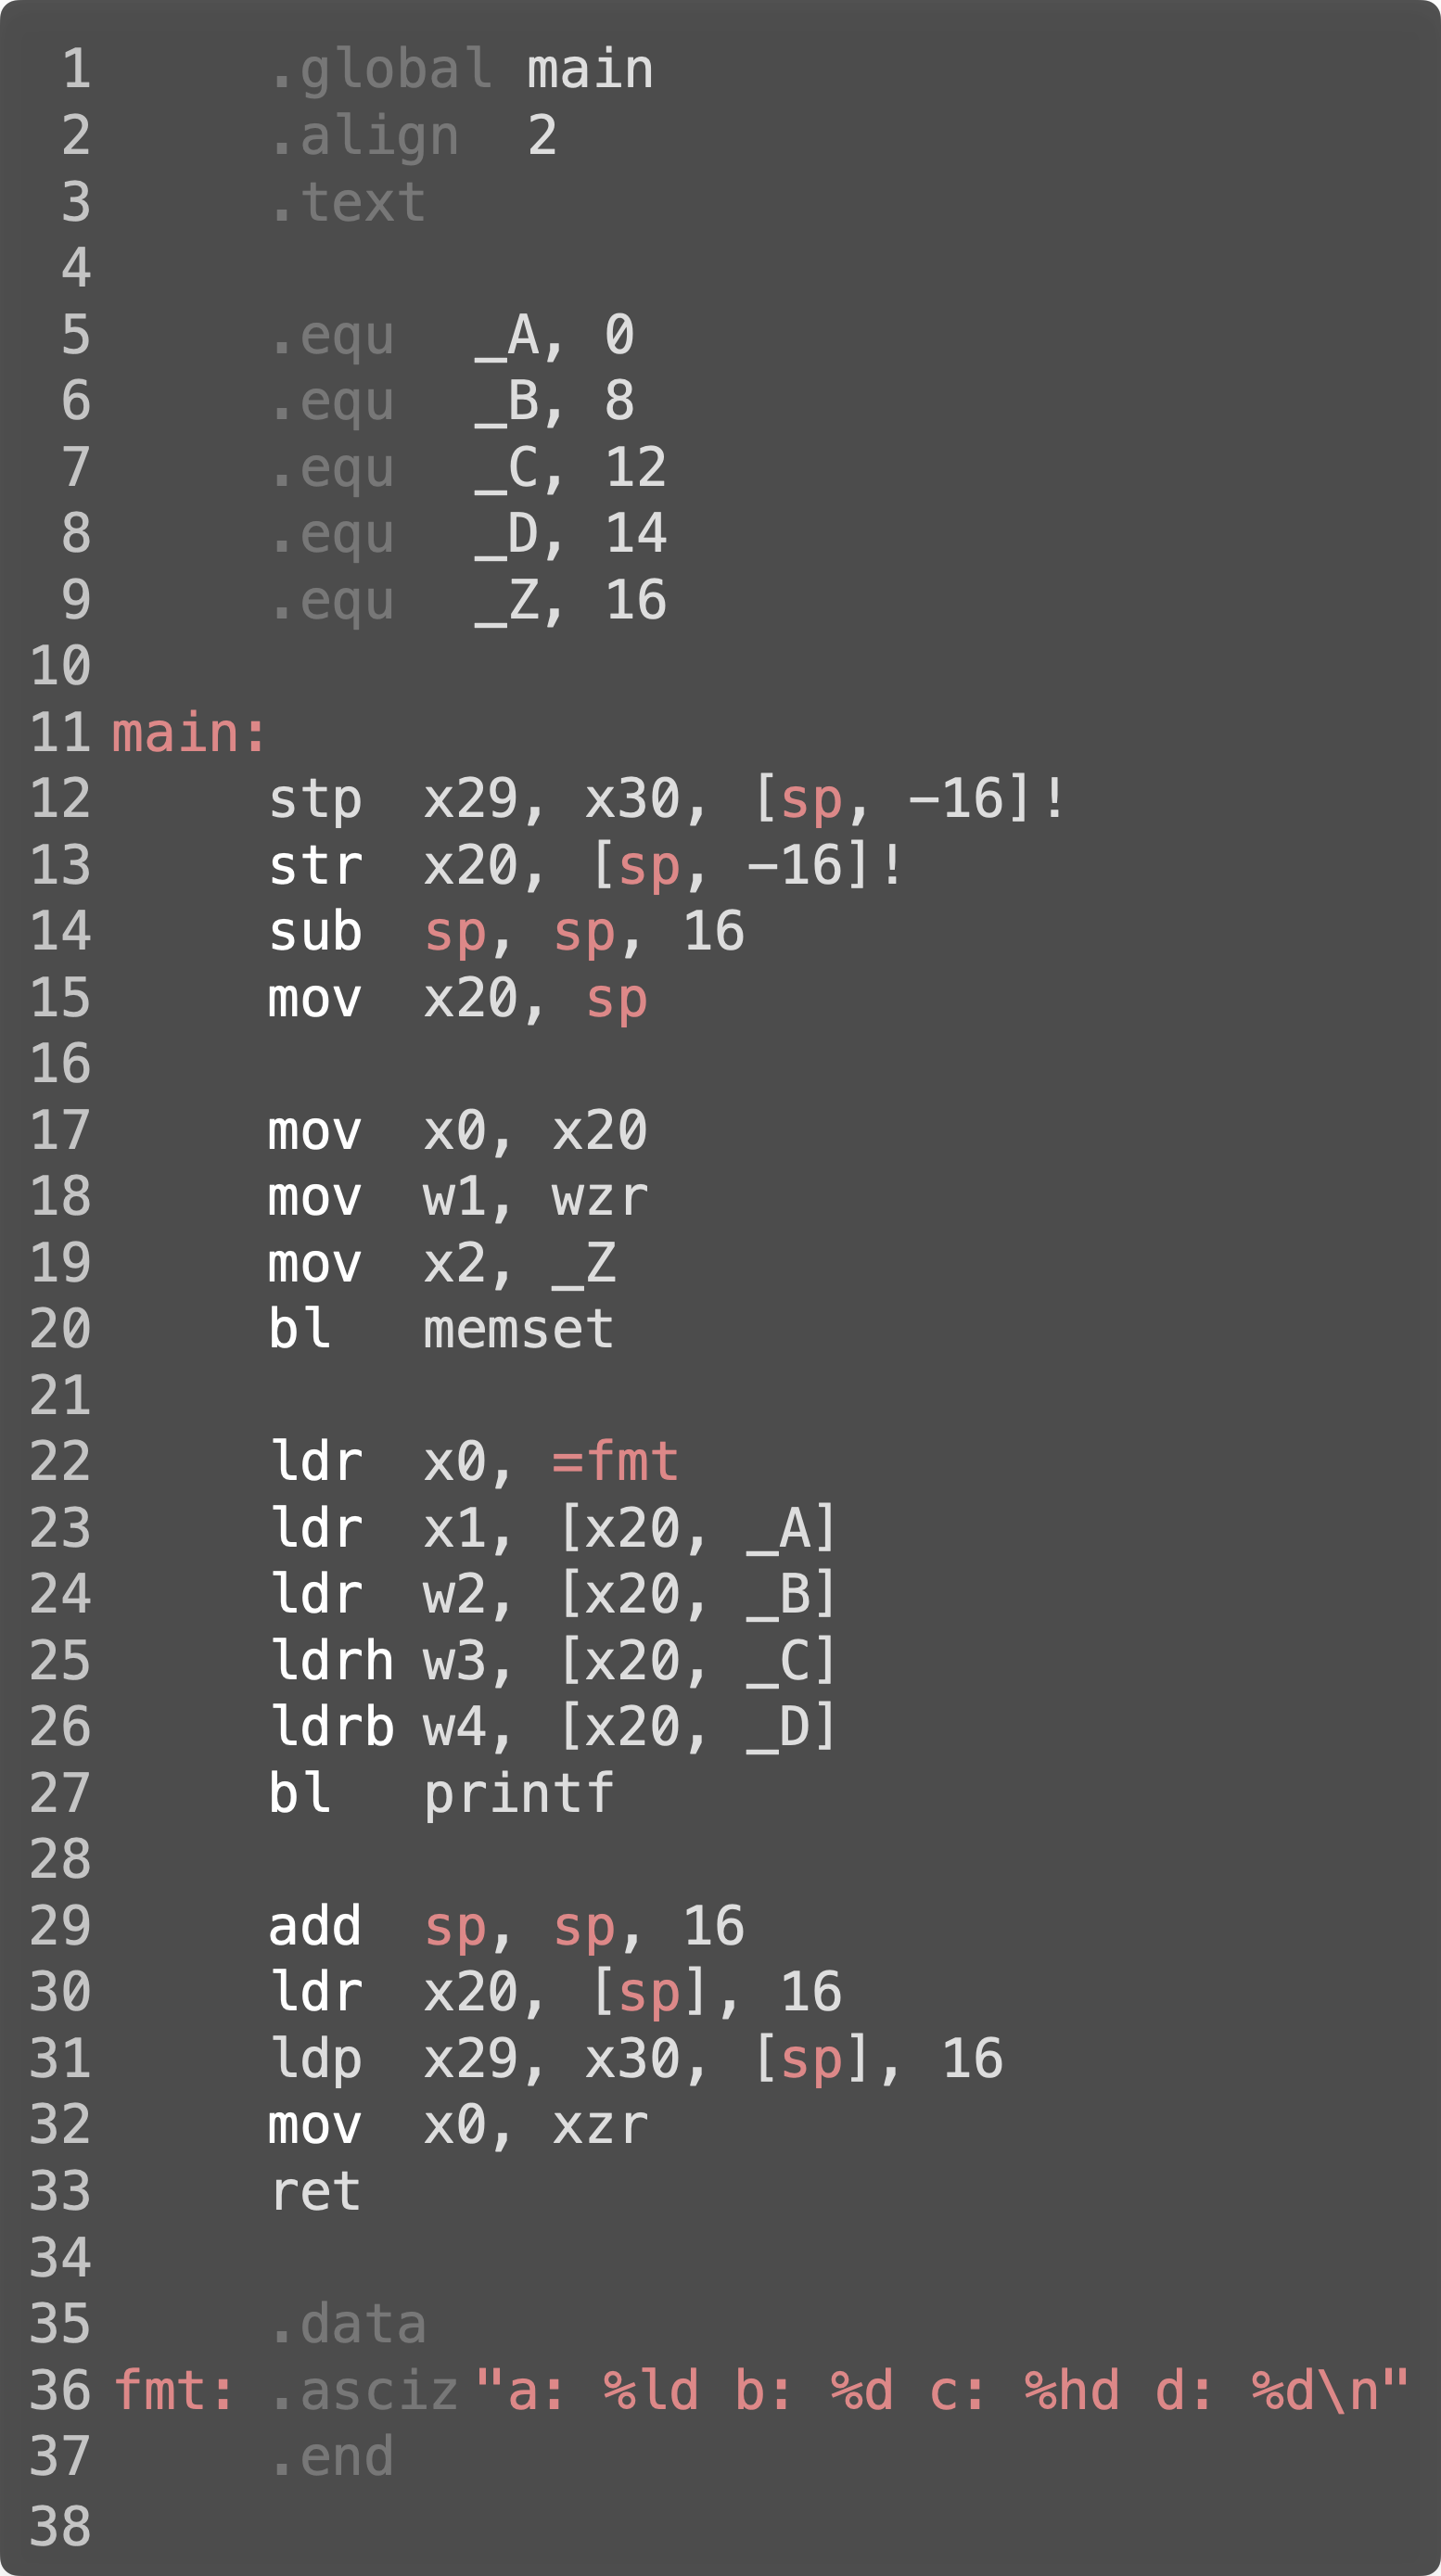 1 .global main
2 .align 2
3 .text
4
5 .equ _A, 0
6 .equ _B, 8
7 .equ _C, 12
8 .equ _D, 14
9 .equ _Z, 16
10
11 main:
12 stp x29, x30, [sp, -16]!
13 str x20, [sp, -16]!
14 sub sp, sp, 16
15 mov x20, sp
16
17 mov x0, x20
18 mov w1, wzr
19 mov x2, _Z
20 bl memset
21
22 ldr x0, =fmt
23 ldr x1, [x20, _A]
24 ldr w2, [x20, _B]
25 ldrh w3, [x20, _C]
26 ldrb w4, [x20, _D]
27 bl printf
28
29 add sp, sp, 16
30 ldr x20, [sp], 16
31 ldp x29, x30, [sp], 16
32 mov x0, xzr
33 ret
34
35 .data
36 fmt: .asciz "a: %ld b: %d c: %hd d: %d\n"
37 .end
38